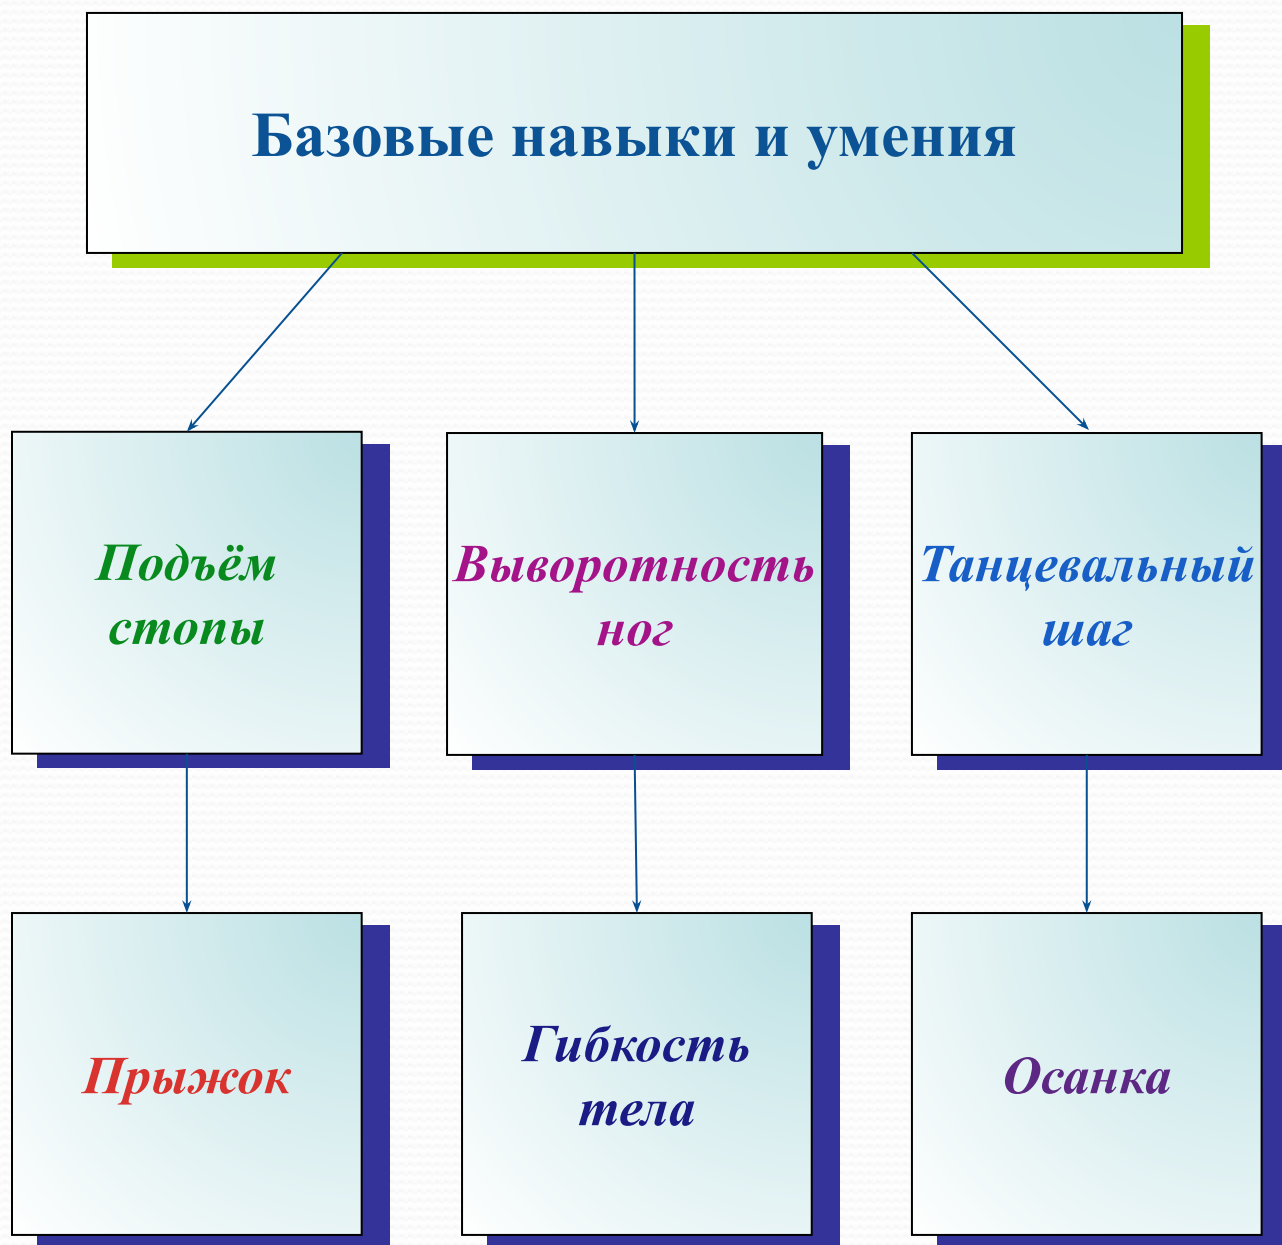 Базовые навыки и умения
Подъём
стопы
Выворотность
ног
Танцевальный
шаг
Прыжок
Гибкость
тела
Осанка